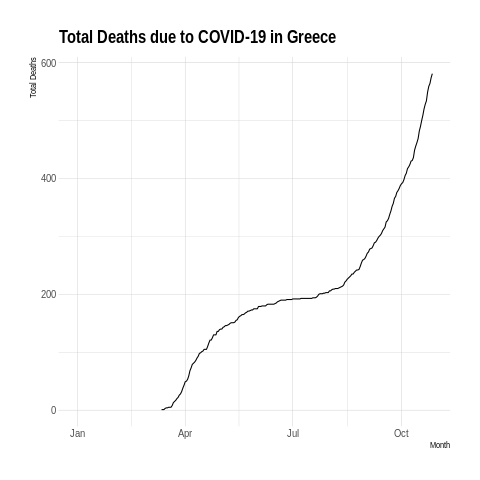 Total Deaths due to COVID-19 in Greece
Total Deaths
600
400
200
0
Jan Apr Jul Oct
Month